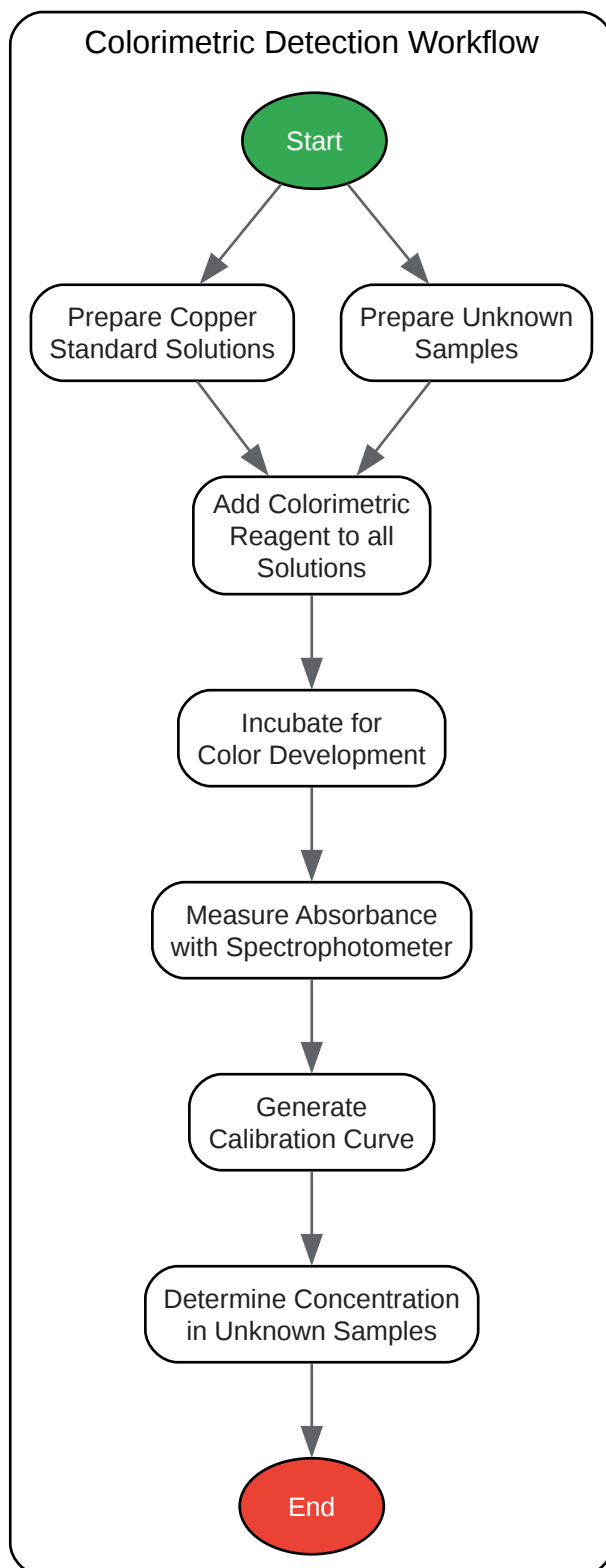 Colorimetric Detection Workflow
Start
Prepare Copper
Standard Solutions
Prepare Unknown
Samples
Add Colorimetric
Reagent to all
Solutions
Incubate for
Color Development
Measure Absorbance
with Spectrophotometer
Generate
Calibration Curve
Determine Concentration
in Unknown Samples
End